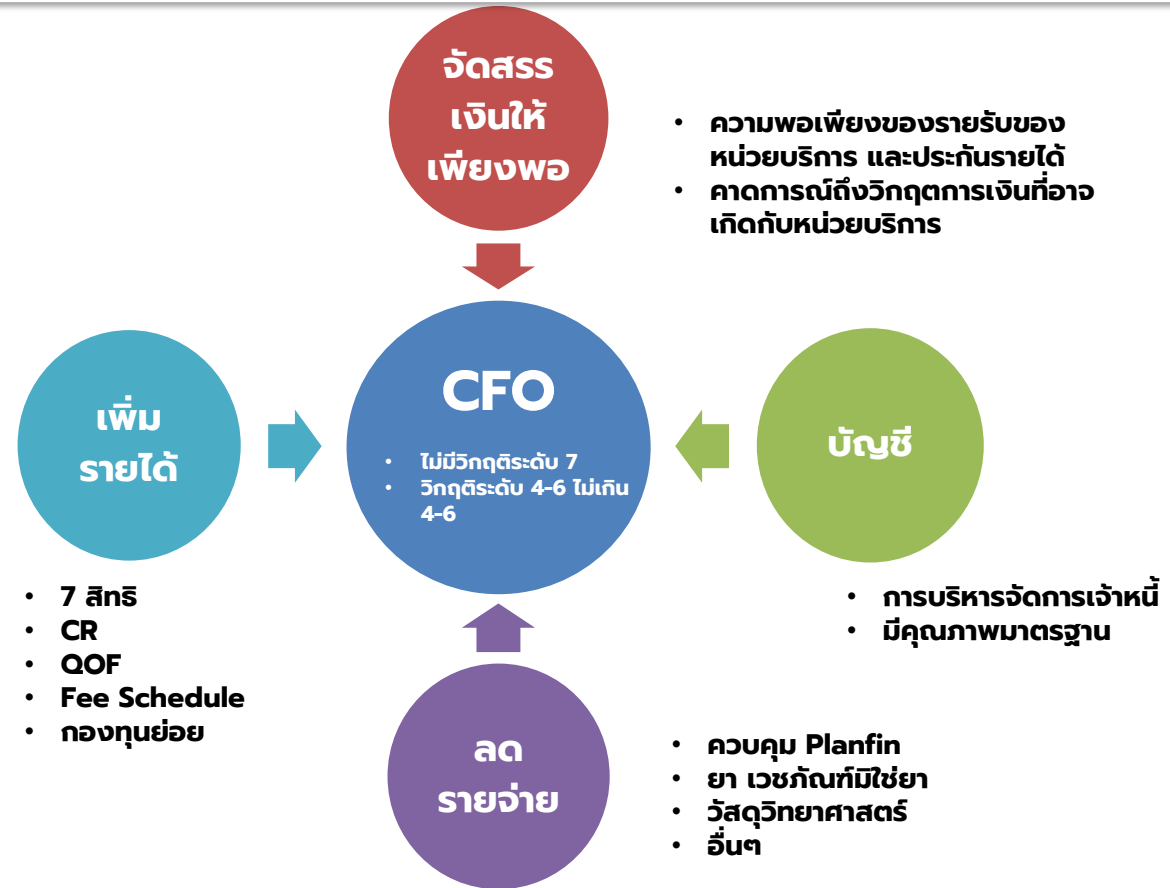 จัดสรร
เงินให้
เพียงพอ
• ความพอเพียงของรายรับของ
หน่วยบริการ และประกันรายได้
• คาดการณ์ถึงวิกฤตการเงินที่อาจ
เกิดกับหน่วยบริการ
เพิ่ม
รายได้
• 7 สิทธิ
• CR
• QOF
• Fee Schedule
• กองทุนย่อย
CFO
• ไม่มีวิกฤติระดับ 7
• วิกฤติระดับ 4-6 ไม่เกิน
4-6
บัญชี
• การบริหารจัดการเจ้าหนี้
• มีคุณภาพมาตรฐาน
ลด
รายจ่าย
• ควบคุม Planfin
• ยา เวชภัณฑ์มิใช่ยา
• วัสดุวิทยาศาสตร์
• อื่นๆ